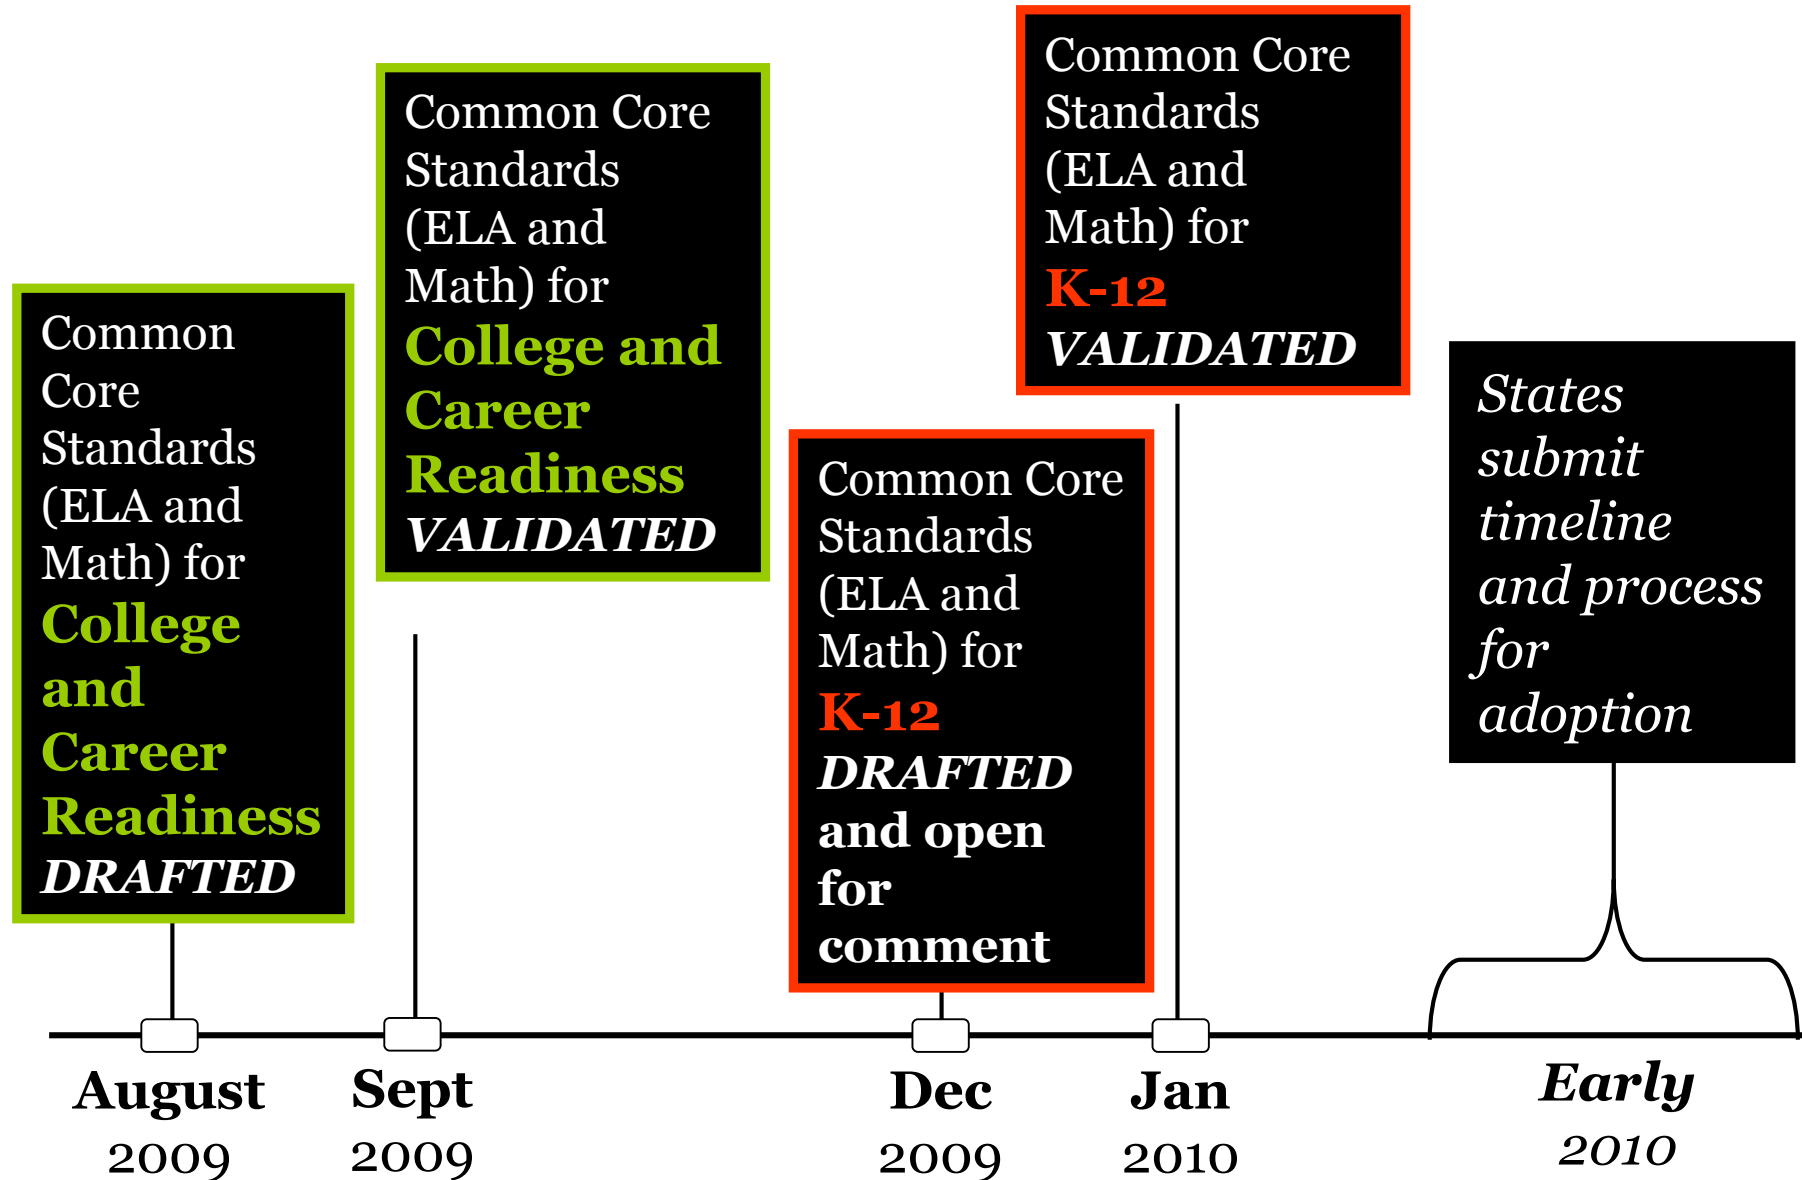 Common
Core
Standards
(ELA and
Math) for
College
and
Career
Readiness
DRAFTED
Common Core
Standards
(ELA and
Math) for
College and
Career
Readiness
VALIDATED
Common Core
Standards
(ELA and
Math) for
K-12
DRAFTED
and open
for
comment
Common Core
Standards
(ELA and
Math) for
K-12
VALIDATED
States
submit
timeline
and process
for
adoption
August
2009
Sept
2009
Dec
2009
Jan
2010
Early
2010